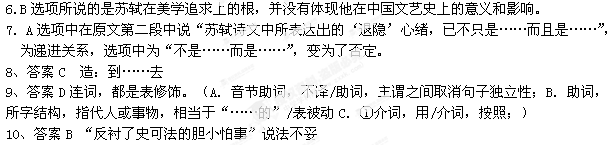 6.B选项所说的是苏轼在美学追求上的根，并没有体现他在中国文艺史上的意义和影响。
7. A选项中在原文第二段中说“苏轼诗文中所表达出的‘退隐’心绪，已不只是……而且是……”，
为递进关系，选项中为“不是……而是……”，变为了否定。
8、答案C 造：到……去
9、答案D连词，都是表修饰。（A. 音节助词，不译/助词，主谓之间取消句子独立性；B. 助词，
所字结构，指代人或事物，相当于“……的”/表被动 C. ①介词，用/介词，按照；）
10、答案B “反衬了史可法的胆小怕事”说法不妥